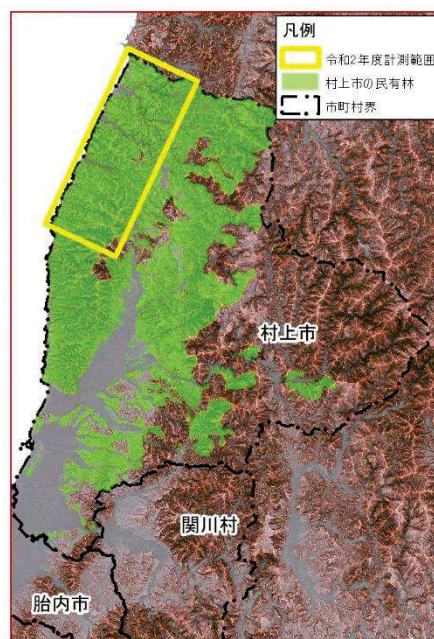 凡例
令和2年度計測範囲
村上市の民有林
市町村界
村上市
関川村
胎内市